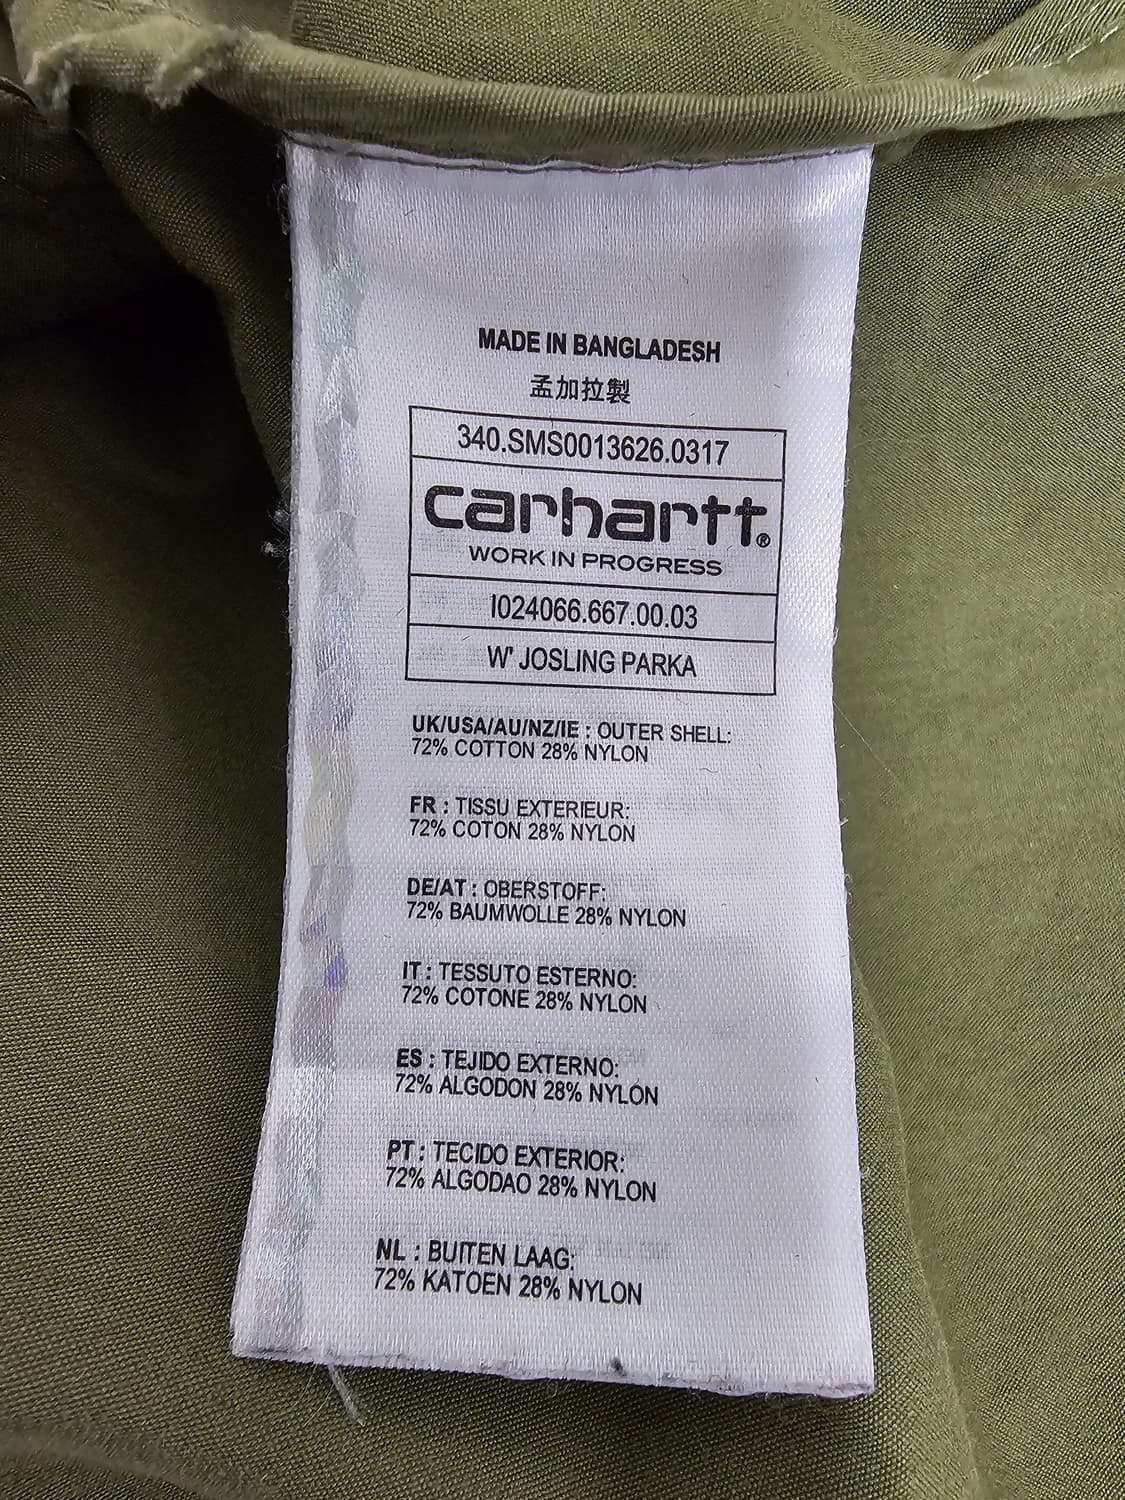 MADE IN BANGLADESH
孟加拉製
340.SMS0013626.0317
carhartt®
WORK IN PROGRESS
I024066.667.00.03
W' JOSLING PARKA
UK/USA/AU/NZ/IE : OUTER SHELL:
72% COTTON 28% NYLON
FR : TISSU EXTERIEUR:
72% COTON 28% NYLON
DE/AT : OBERSTOFF:
72% BAUMWOLLE 28% NYLON
IT : TESSUTO ESTERNO:
72% COTONE 28% NYLON
ES : TEJIDO EXTERNO:
72% ALGODON 28% NYLON
PT : TECIDO EXTERIOR:
72% ALGODAO 28% NYLON
NL : BUITEN LAAG:
72% KATOEN 28% NYLON